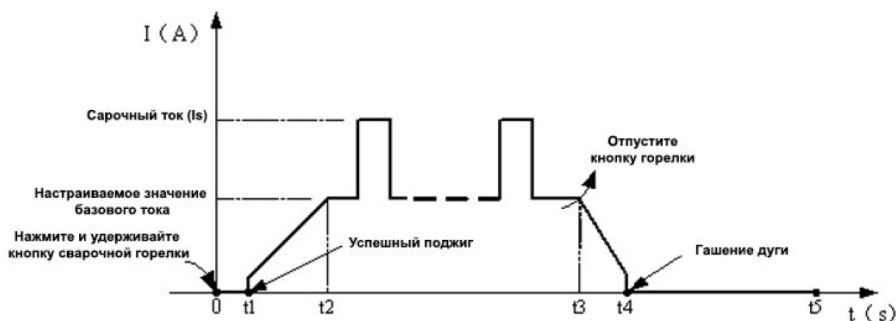 I (A)
Сарочный ток (Is)
Отпустите
кнопку горелки
Настраиваемое значение
базового тока
Нажмите и удерживайте
кнопку сварочной горелки
Успешный поджиг
Гашение дуги
0 t1 t2 t3 t4 t5
t (s)